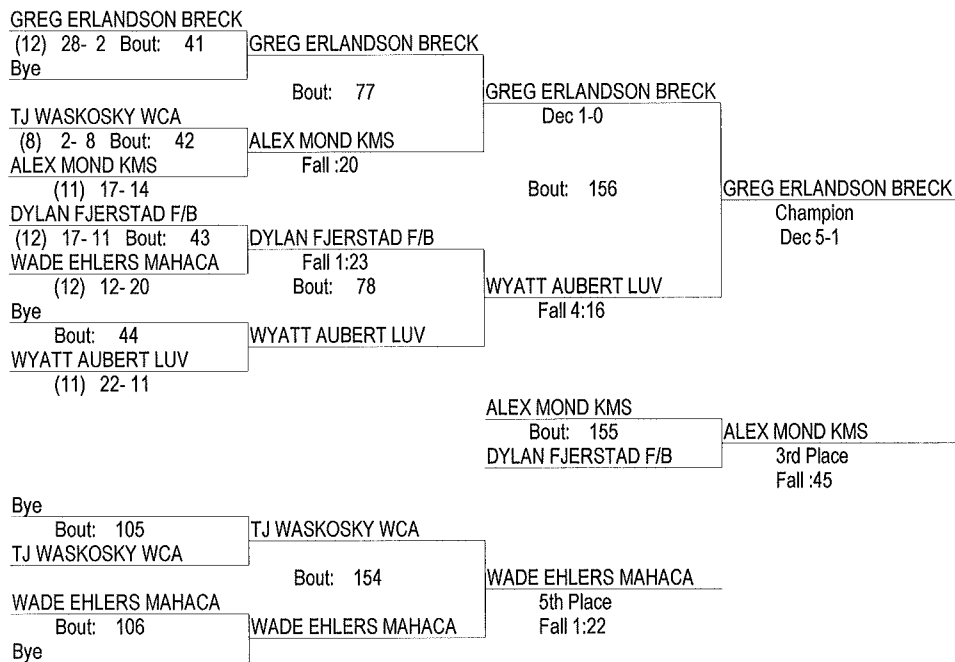 GREG ERLANDSON BRECK
(12) 28- 2 Bout: 41
Bye
GREG ERLANDSON BRECK
Bout: 77
TJ WASKOSKY WCA
(8) 2- 8 Bout: 42
ALEX MOND KMS
(11) 17- 14
ALEX MOND KMS
Fall :20
GREG ERLANDSON BRECK
Dec 1-0
DYLAN FJERSTAD F/B
(12) 17- 11 Bout: 43
WADE EHLERS MAHACA
(12) 12- 20
DYLAN FJERSTAD F/B
Fall 1:23
Bout: 78
Bye
Bout: 44
WYATT AUBERT LUV
(11) 22- 11
WYATT AUBERT LUV
WYATT AUBERT LUV
Fall 4:16
Bout: 156
GREG ERLANDSON BRECK
Champion
Dec 5-1
ALEX MOND KMS
Bout: 155
DYLAN FJERSTAD F/B
ALEX MOND KMS
3rd Place
Fall :45
Bye
Bout: 105
TJ WASKOSKY WCA
TJ WASKOSKY WCA
Bout: 154
WADE EHLERS MAHACA
Bout: 106
Bye
WADE EHLERS MAHACA
WADE EHLERS MAHACA
5th Place
Fall 1:22